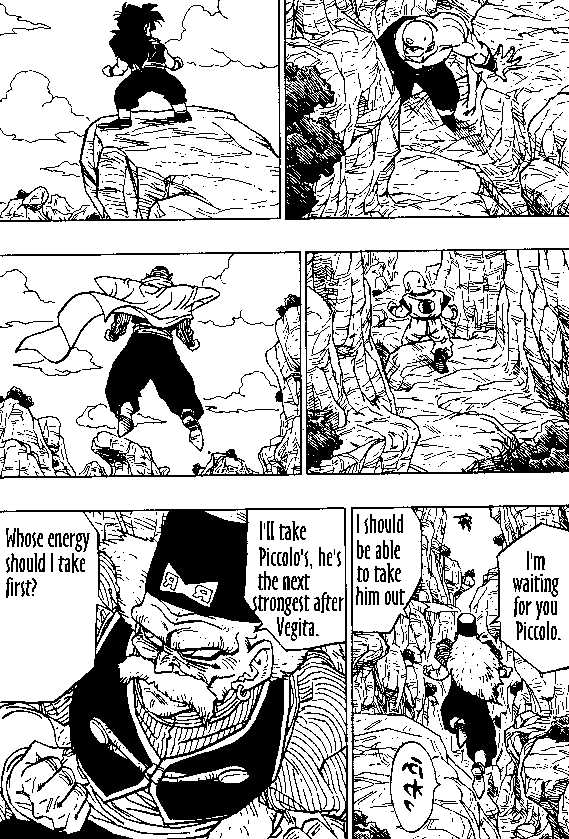 Whose energy
should I take
first?
I'll take
Piccolo's, he's
the next
strongest after
Vegita.
I should
be able
to take
him out
I'm
waiting
for you
Piccolo.